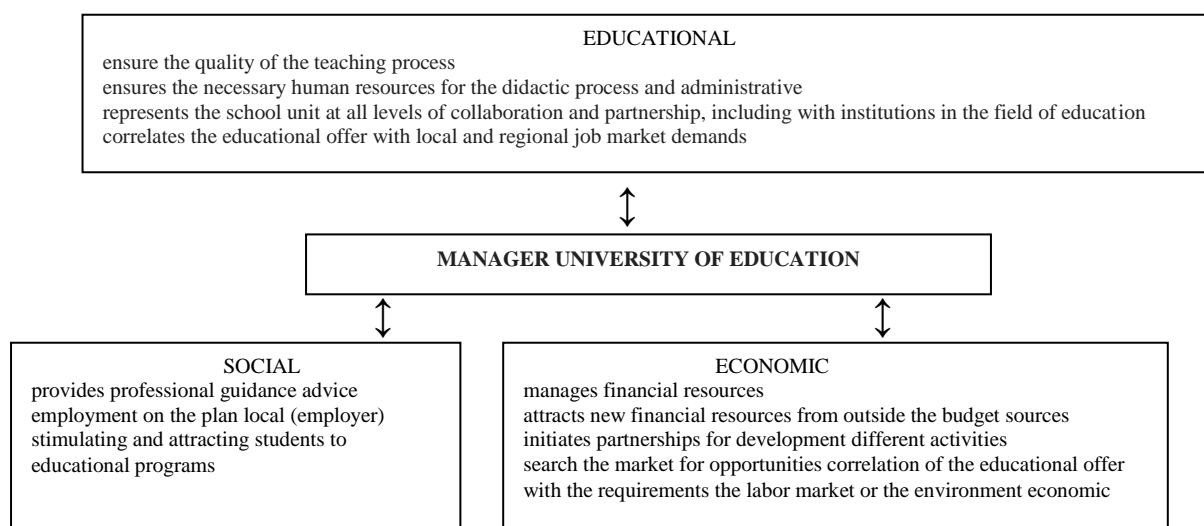 EDUCATIONAL
ensure the quality of the teaching process
ensures the necessary human resources for the didactic process and administrative
represents the school unit at all levels of collaboration and partnership, including with institutions in the field of education
correlates the educational offer with local and regional job market demands
MANAGER UNIVERSITY OF EDUCATION
SOCIAL
provides professional guidance advice
employment on the plan local (employer)
stimulating and attracting students to
educational programs
ECONOMIC
manages financial resources
attracts new financial resources from outside the budget sources
initiates partnerships for development different activities
search the market for opportunities correlation of the educational offer
with the requirements the labor market or the environment economic